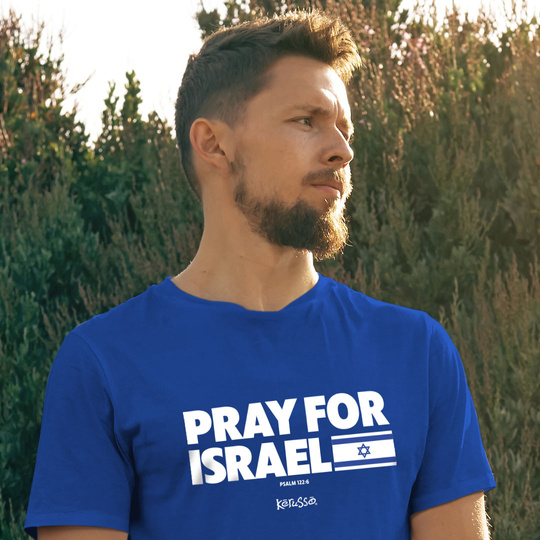 PRAY FOR
ISRAEL
PSALM 122:6
Kerusso®